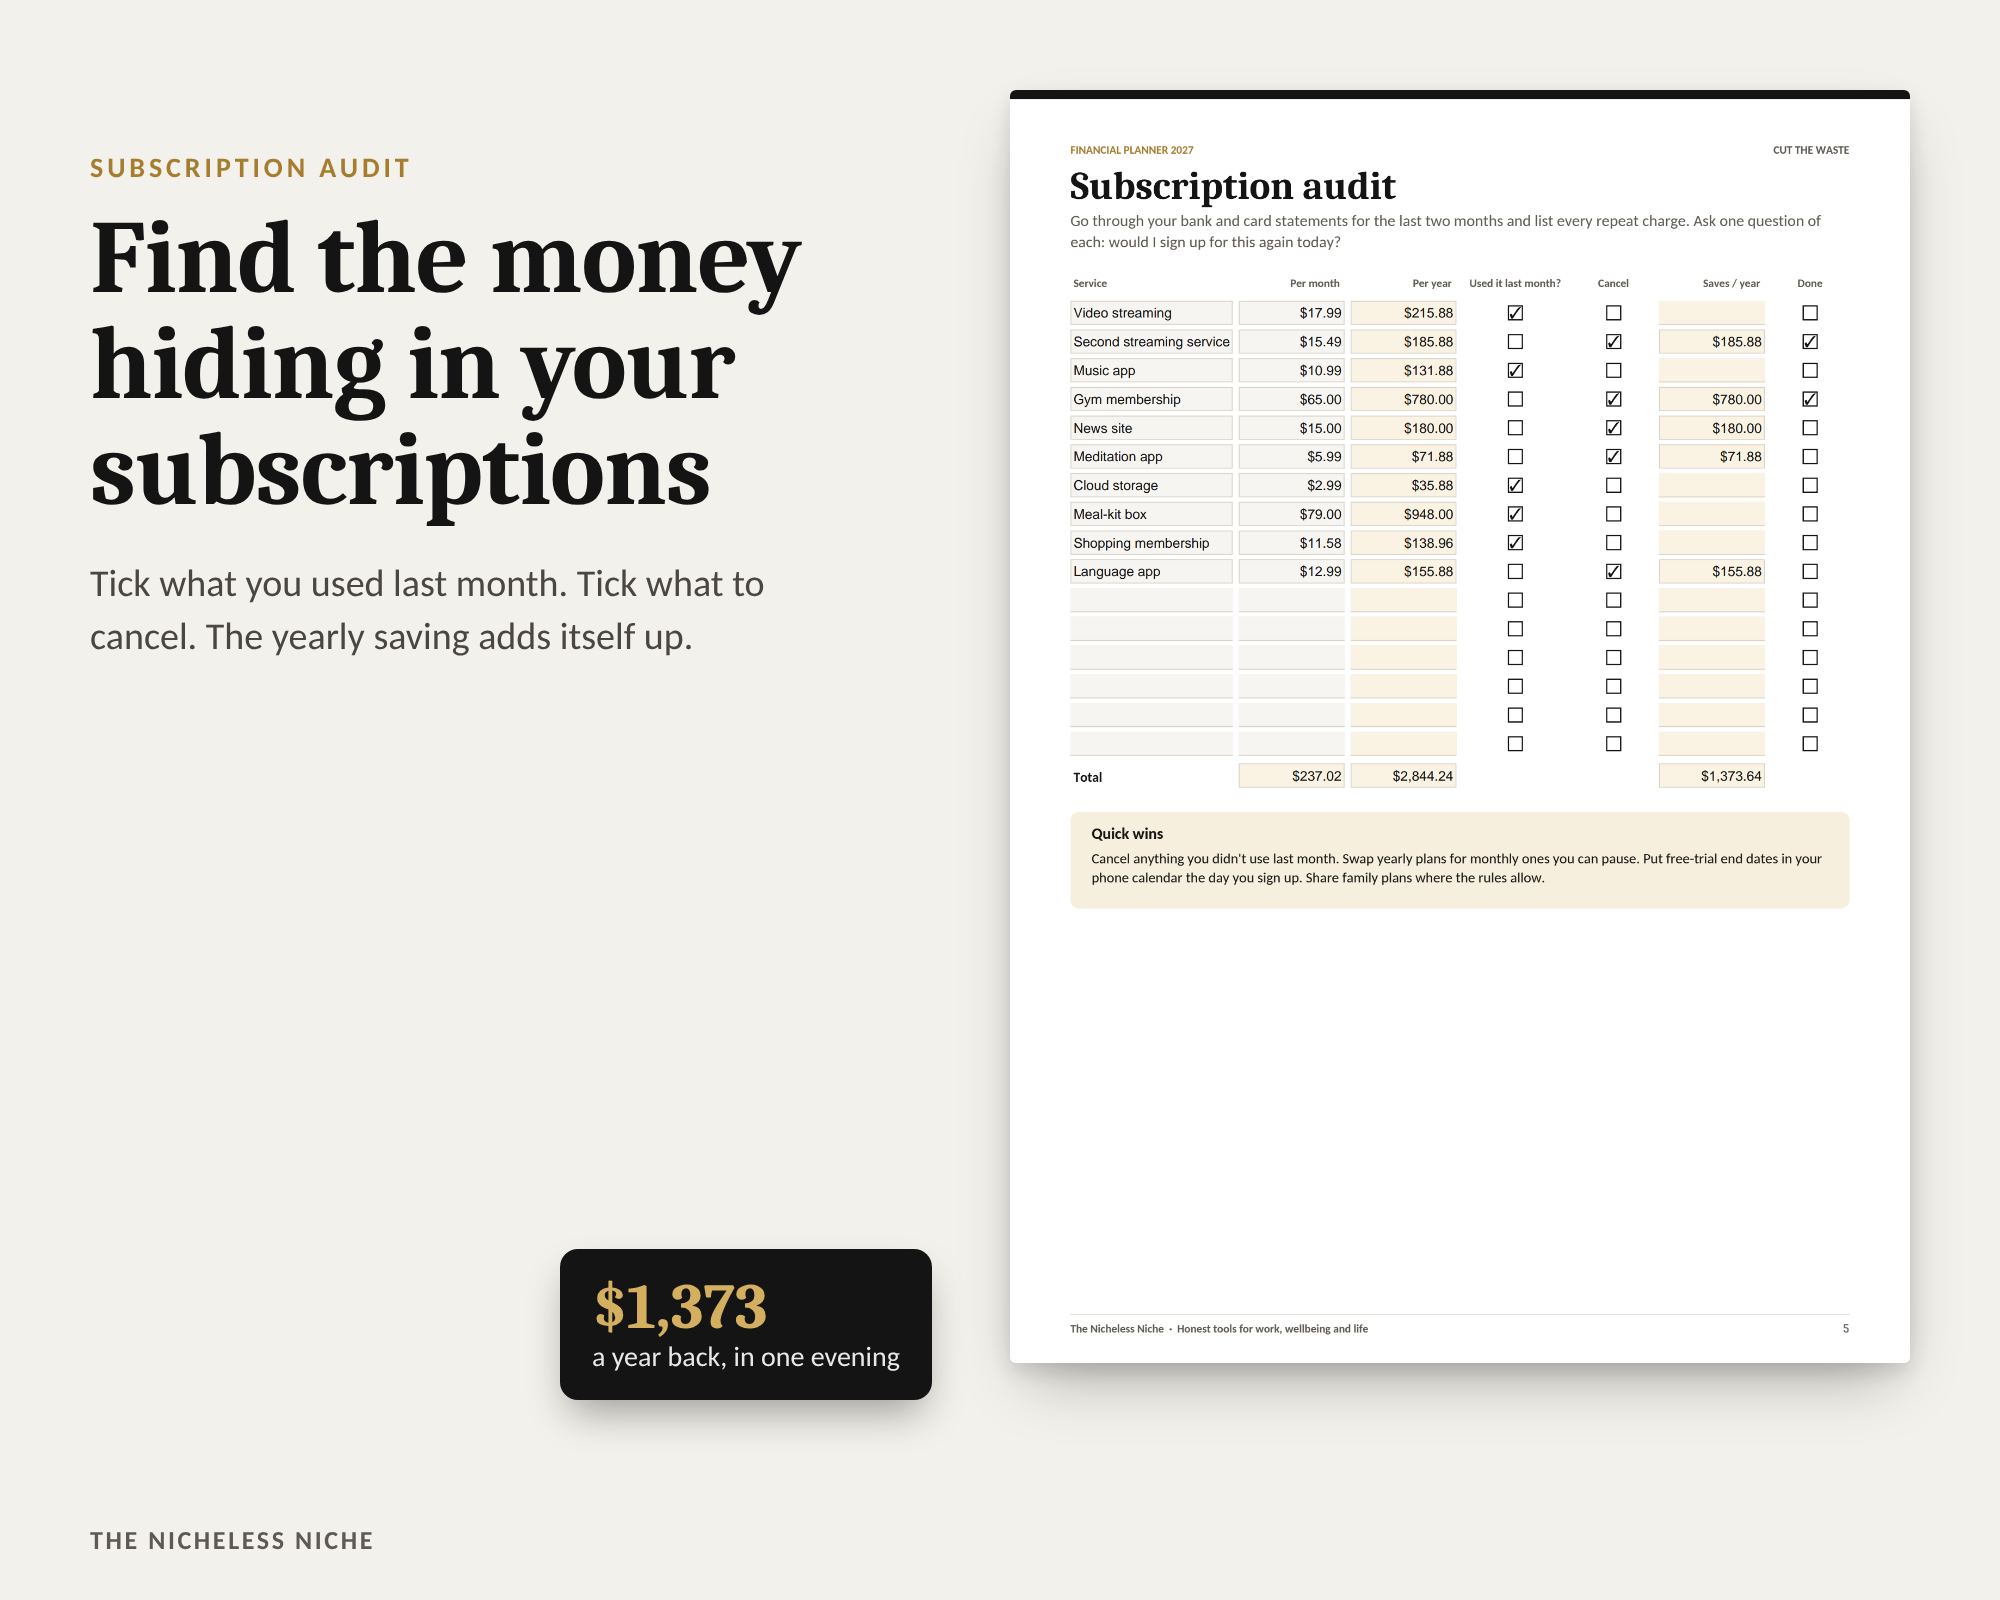 SUBSCRIPTION AUDIT
Find the money
hiding in your
subscriptions
Tick what you used last month. Tick what to
cancel. The yearly saving adds itself up.
$1,373
a year back, in one evening
THE NICHELESS NICHE
FINANCIAL PLANNER 2027 CUT THE WASTE
Subscription audit
Go through your bank and card statements for the last two months and list every repeat charge. Ask one question of
each: would I sign up for this again today?
Service Per month Per year Used it last month? Cancel Saves / year Done
Video streaming $17.99 $215.88
Second streaming service $15.49 $185.88 $185.88
Music app $10.99 $131.88
Gym membership $65.00 $780.00 $780.00
News site $15.00 $180.00 $180.00
Meditation app $5.99 $71.88 $71.88
Cloud storage $2.99 $35.88
Meal-kit box $79.00 $948.00
Shopping membership $11.58 $138.96
Language app $12.99 $155.88 $155.88
Total $237.02 $2,844.24 $1,373.64
Quick wins
Cancel anything you didn't use last month. Swap yearly plans for monthly ones you can pause. Put free-trial end dates in your
phone calendar the day you sign up. Share family plans where the rules allow.
The Nicheless Niche · Honest tools for work, wellbeing and life 5